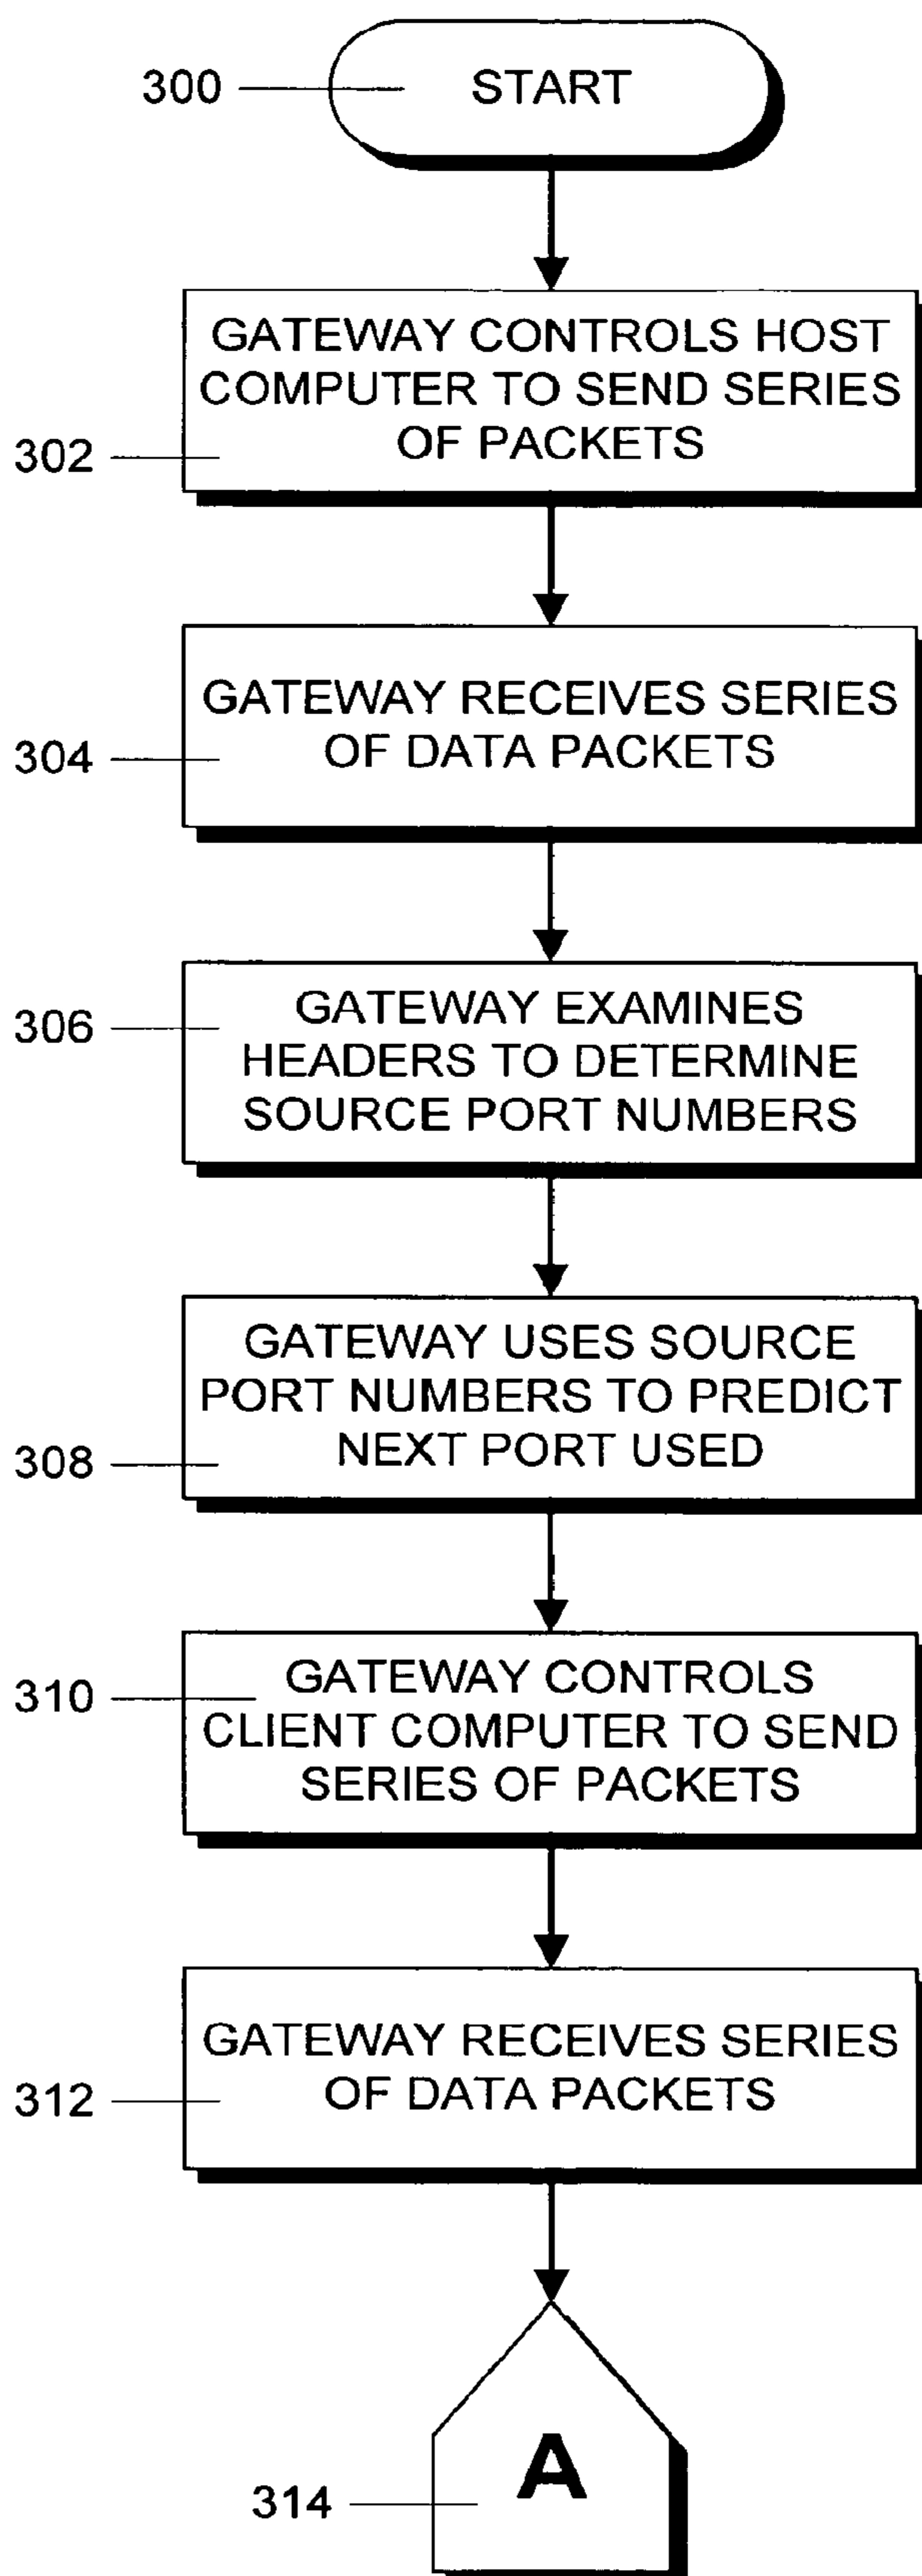 300
START
GATEWAY CONTROLS HOST
COMPUTER TO SEND SERIES
OF PACKETS
302
GATEWAY RECEIVES SERIES
OF DATA PACKETS
304
GATEWAY EXAMINES
HEADERS TO DETERMINE
SOURCE PORT NUMBERS
306
GATEWAY USES SOURCE
PORT NUMBERS TO PREDICT
NEXT PORT USED
308
GATEWAY CONTROLS
CLIENT COMPUTER TO SEND
SERIES OF PACKETS
310
GATEWAY RECEIVES SERIES
OF DATA PACKETS
312
A
314